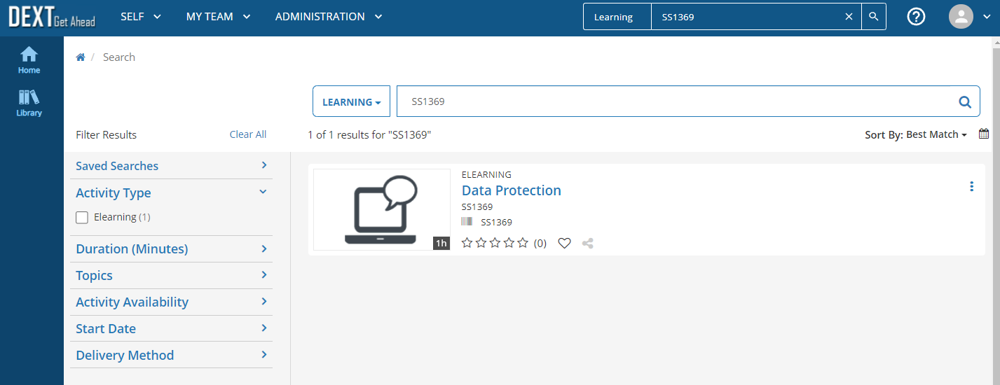 DEXT Get Ahead
SELF
MY TEAM
ADMINISTRATION
Learning
SS1369
Home
Library
/ Search
LEARNING
SS1369
Filter Results
Clear All
1 of 1 results for "SS1369"
Sort By: Best Match
Saved Searches
Activity Type
Elearning (1)
Duration (Minutes)
Topics
Activity Availability
Start Date
Delivery Method
1h
ELEARNING
Data Protection
SS1369
SS1369
(0)